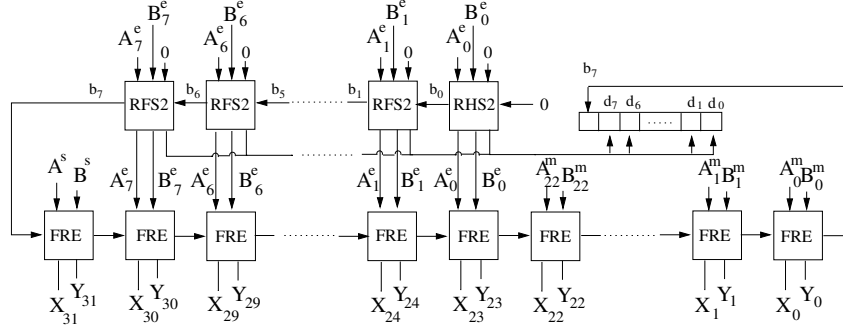 B^e_7 B^e_6 B^e_1 B^e_0
A^e_7 0 A^e_6 0 A^e_1 0 A^e_0 0
b_7 RFS2 b_6 RFS2 b_5 ........ b_1 RFS2 b_0 RHS2 0
b_7
d_7 d_6 ..... d_1 d_0
A^s B^s A^e_7 B^e_7 A^e_6 B^e_6 ...... A^e_1 B^e_1 A^e_0 B^e_0 A^m_22 B^m_22 A^m_1 B^m_1 A^m_0 B^m_0
FRE FRE FRE ........ FRE FRE FRE ........ FRE FRE
X_31 Y_31 X_30 Y_30 X_29 Y_29 X_24 Y_24 X_23 Y_23 X_22 Y_22 X_1 Y_1 X_0 Y_0